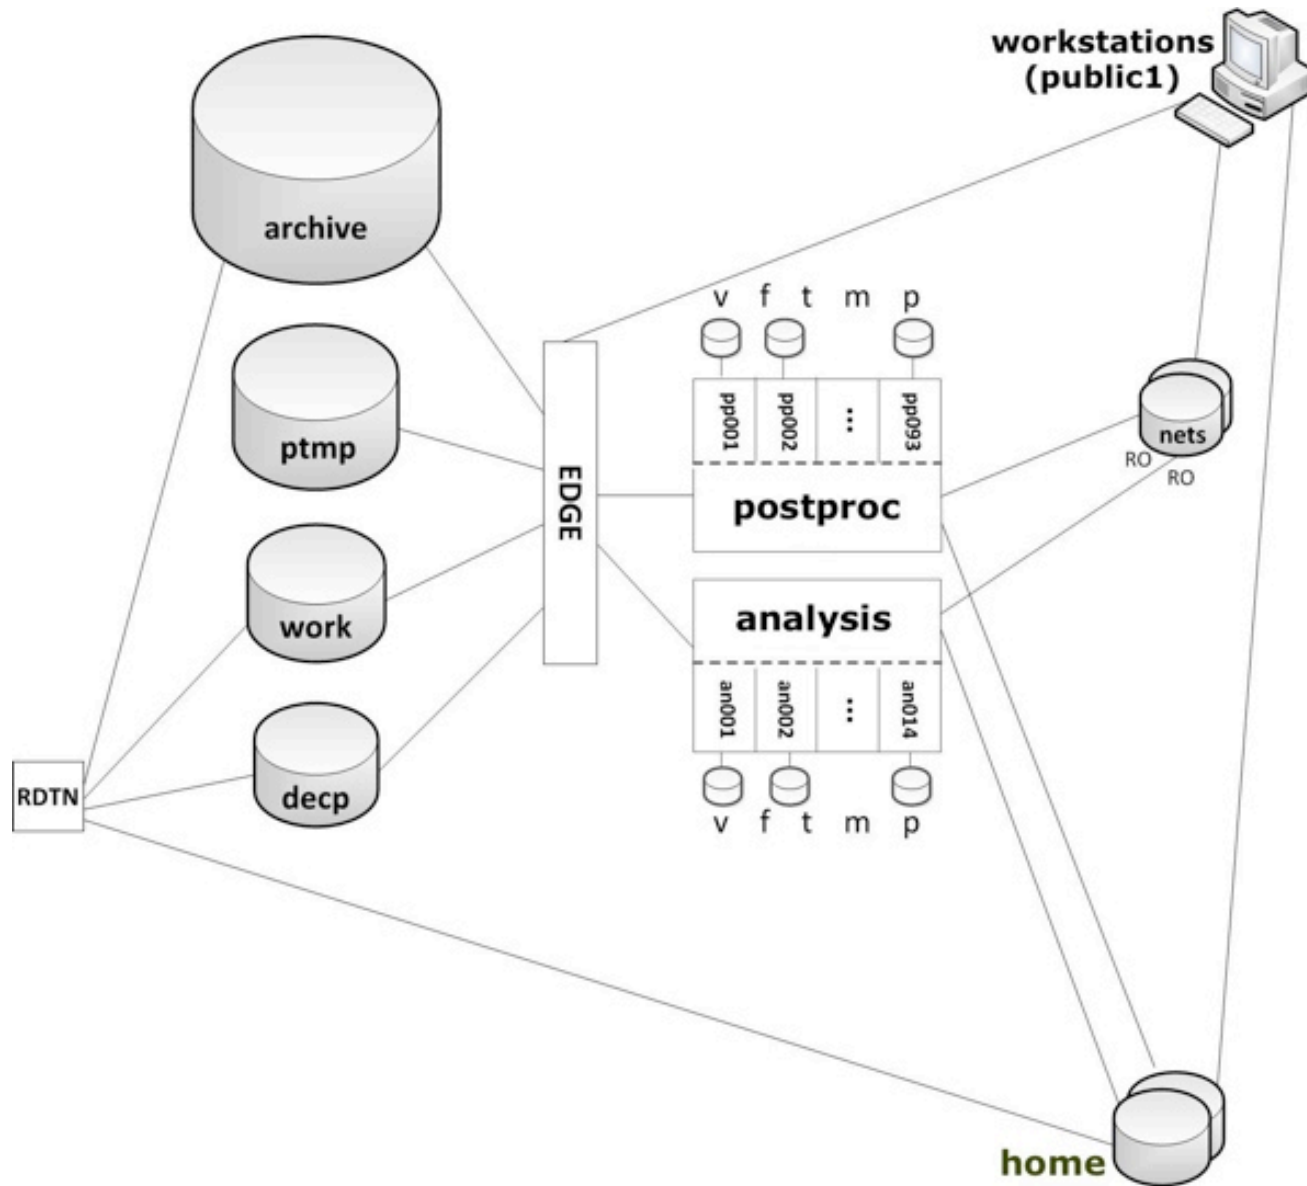 workstations
(public1)
archive
v f t m p
ptmp
pp001
pp002
...
pp093
nets
RO
RO
EDGE
postproc
work
analysis
an001
an002
...
an014
decp
RDTN
v f t m p
home